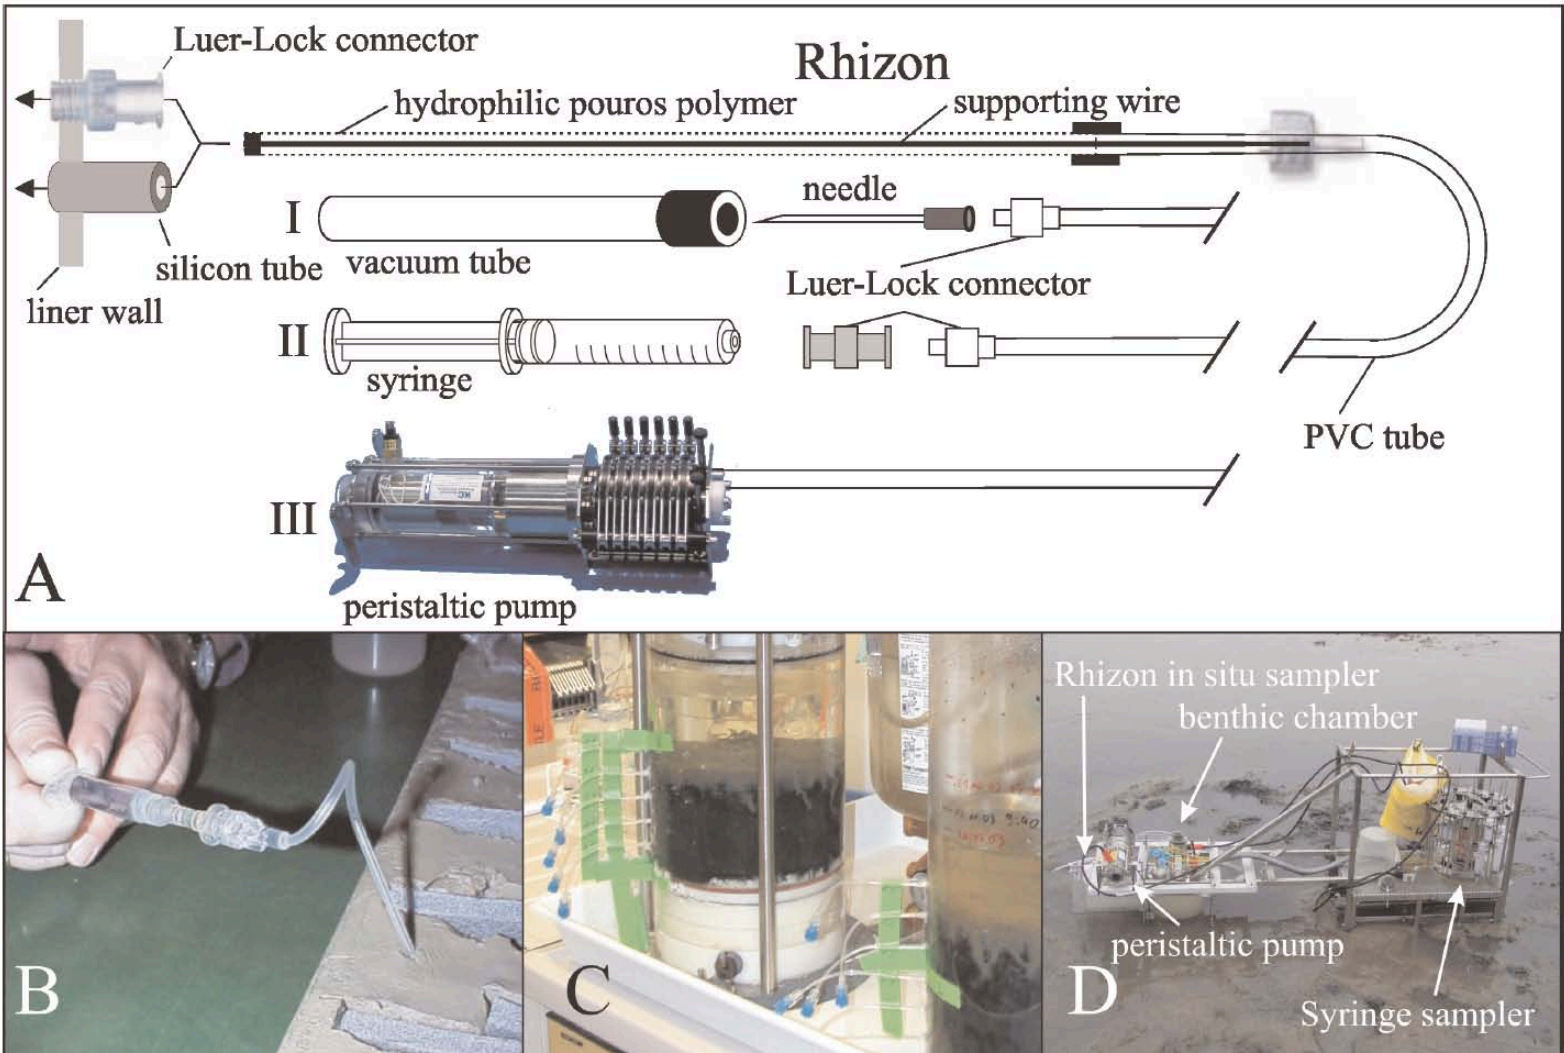 Luer-Lock connector
Rhizon
hydrophilic pouros polymer
supporting wire
I
needle
vacuum tube
silicon tube
liner wall
Luer-Lock connector
II
syringe
PVC tube
III
peristaltic pump
A
B
C
Rhizon in situ sampler
benthic chamber
peristaltic pump
D
Syringe sampler